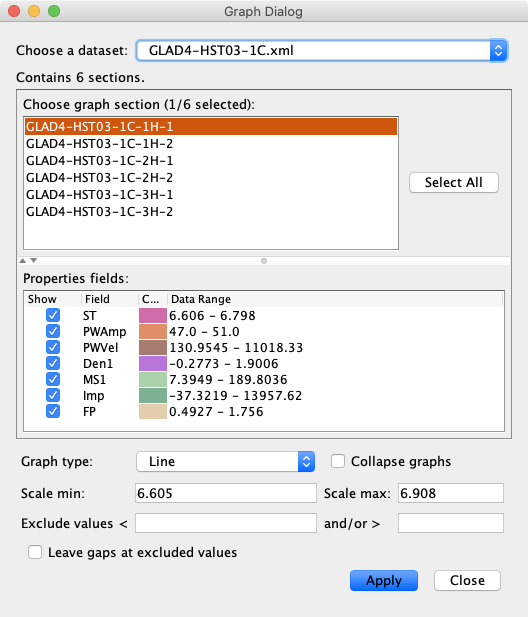 Graph Dialog
Choose a dataset: GLAD4-HST03-1C.xml
Contains 6 sections.
Choose graph section (1/6 selected):
GLAD4-HST03-1C-1H-1
GLAD4-HST03-1C-1H-2
GLAD4-HST03-1C-2H-1
GLAD4-HST03-1C-2H-2
GLAD4-HST03-1C-3H-1
GLAD4-HST03-1C-3H-2
Select All
Properties fields:
Show Field C... Data Range
ST 6.606 - 6.798
PWAmp 47.0 - 51.0
PWVel 130.9545 - 11018.33
Den1 -0.2773 - 1.9006
MS1 7.3949 - 189.8036
Imp -37.3219 - 13957.62
FP 0.4927 - 1.756
Graph type: Line Collapse graphs
Scale min: 6.605 Scale max: 6.908
Exclude values < and/or >
Leave gaps at excluded values
Apply Close